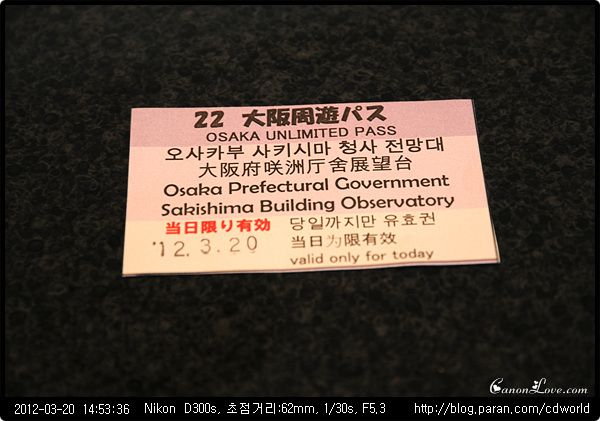 22 大阪周遊パス
OSAKA UNLIMITED PASS
오사카부 사키시마 청사 전망대
大阪府咲洲庁舎展望台
Osaka Prefectural Government
Sakishima Building Observatory
当日限り有効 당일까지만 유효권
'12. 3. 20 当日为限有效
valid only for today
CanonLove.com
2012-03-20 14:53:36 Nikon D300s, 초점거리:62mm, 1/30s, F5,3 http://blog.paran.com/cdworld